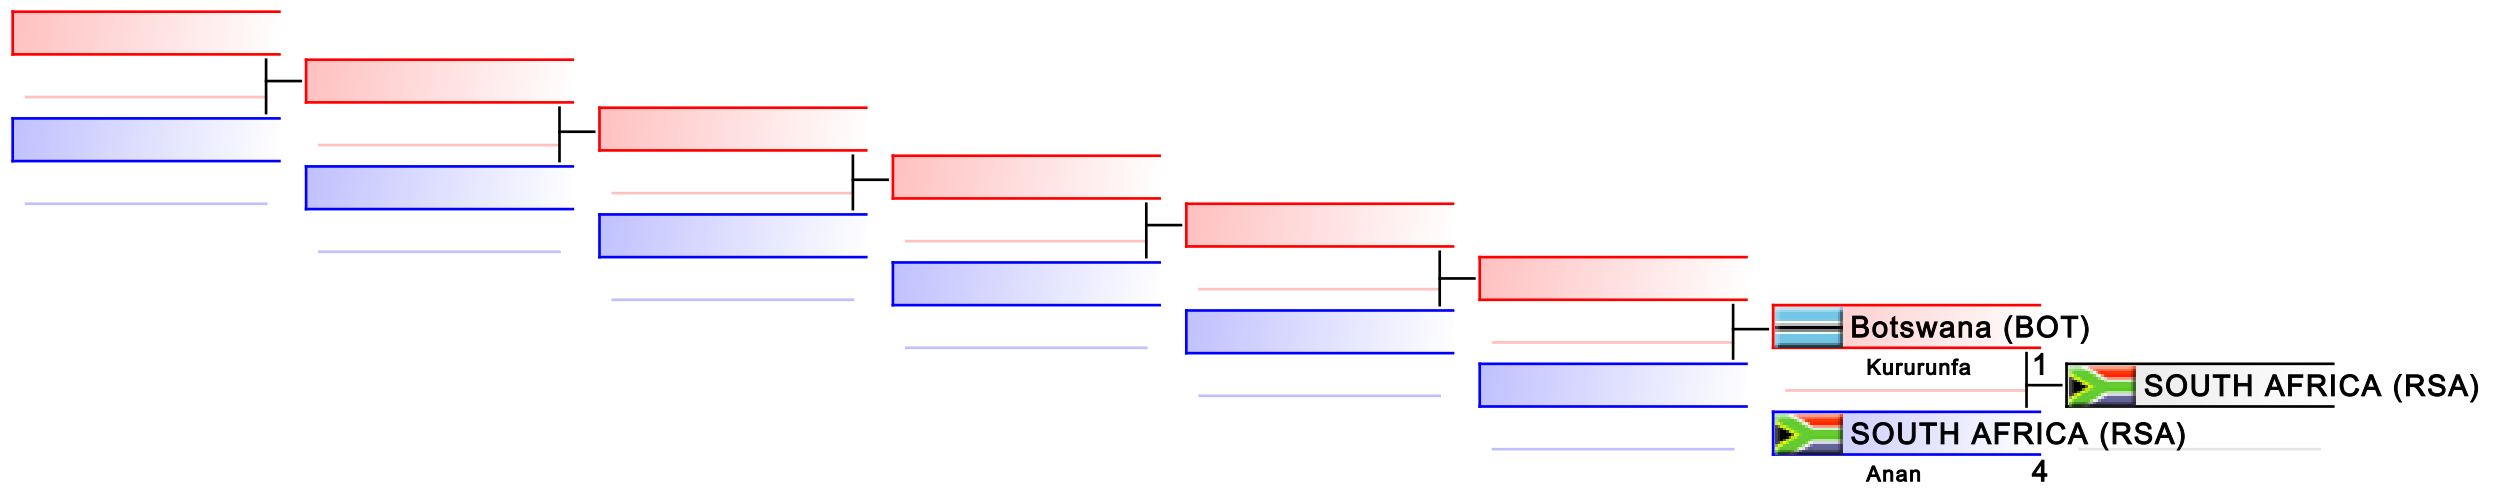 Botswana (BOT)
Kururunfa 1
SOUTH AFRICA (RSA)
SOUTH AFRICA (RSA)
Anan 4